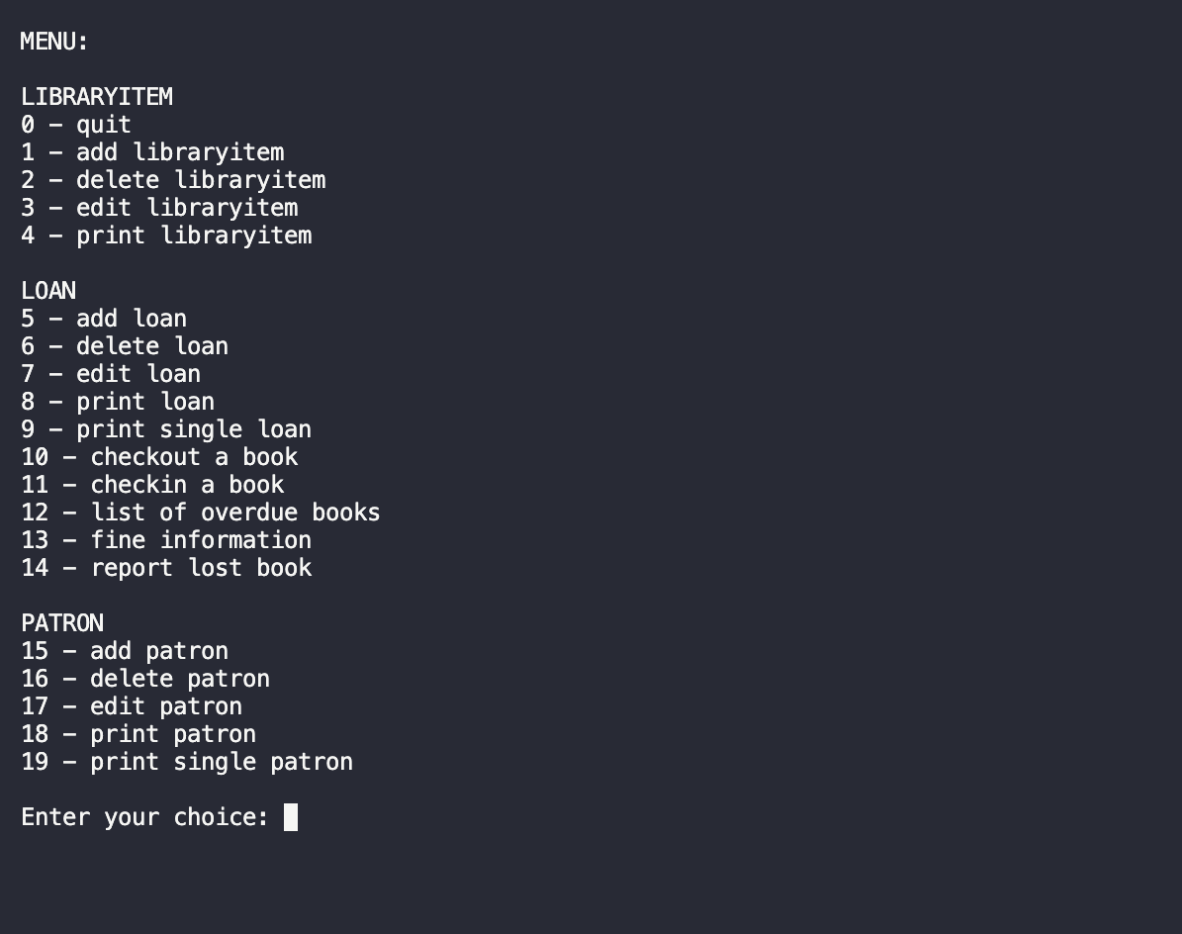 MENU:
LIBRARYITEM
0 – quit
1 – add libraryitem
2 – delete libraryitem
3 – edit libraryitem
4 – print libraryitem
LOAN
5 – add loan
6 – delete loan
7 – edit loan
8 – print loan
9 – print single loan
10 – checkout a book
11 – checkin a book
12 – list of overdue books
13 – fine information
14 – report lost book
PATRON
15 – add patron
16 – delete patron
17 – edit patron
18 – print patron
19 – print single patron
Enter your choice: